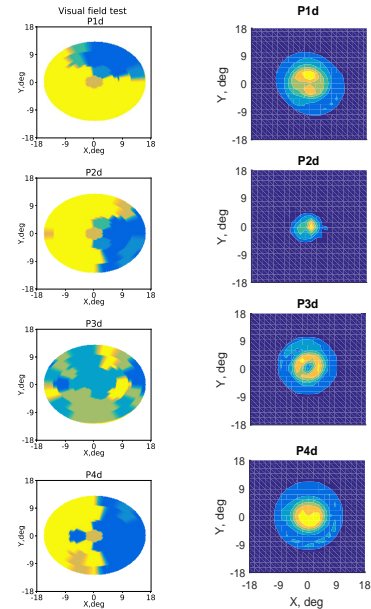 Visual field test
P1d
18
9
0
-9
-18
Y,deg
-18 -9 0 9 18
X,deg
P1d
18
9
0
-9
-18
Y, deg
P2d
18
9
0
-9
-18
Y,deg
-18 -9 0 9 18
X,deg
P2d
18
9
0
-9
-18
Y, deg
P3d
18
9
0
-9
-18
Y,deg
-18 -9 0 9 18
X,deg
P3d
18
9
0
-9
-18
Y, deg
P4d
18
9
0
-9
-18
Y,deg
-18 -9 0 9 18
X,deg
P4d
18
9
0
-9
-18
Y, deg
-18 -9 0 9 18
X, deg